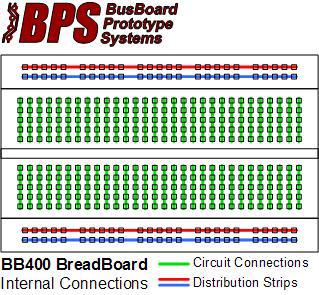 BPS BusBoard
Prototype
Systems
BB400 BreadBoard
Internal Connections
Circuit Connections
Distribution Strips